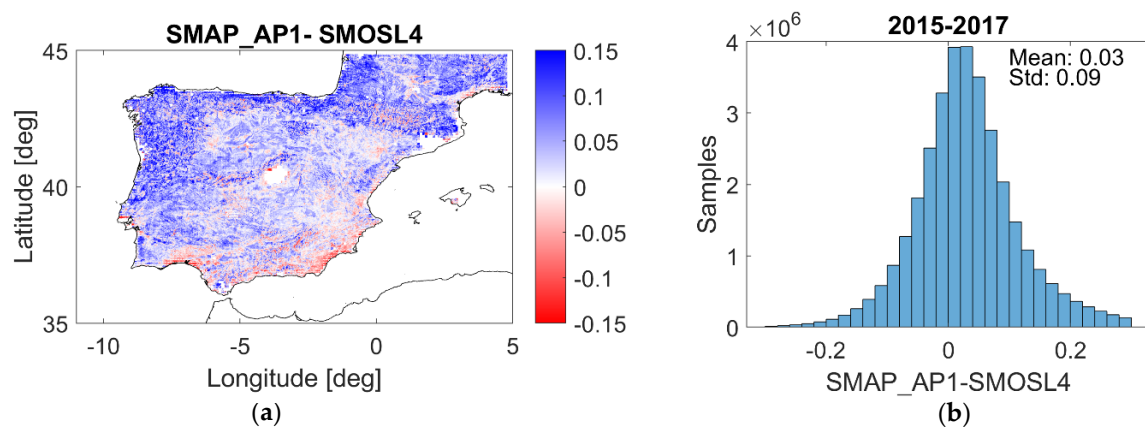 SMAP_AP1- SMOSL4
45
40
35
Latitude [deg]
-10
-5
0
5
Longitude [deg]
0.15
0.1
0.05
0
-0.05
-0.1
-0.15
(a)
2015-2017
×10⁶
Mean: 0.03
Std: 0.09
4
3
2
1
0
Samples
-0.2
0
0.2
SMAP_AP1-SMOSL4
(b)